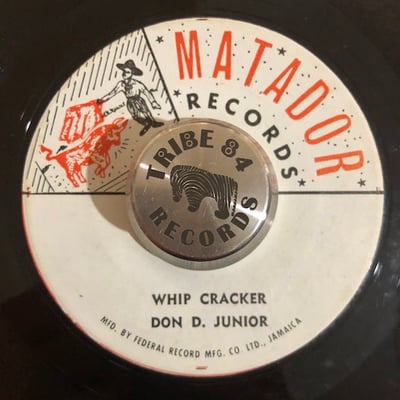 MATADOR
RECORDS
TRIBE 84
RECORDS
WHIP CRACKER
DON D. JUNIOR
MFD. BY FEDERAL RECORD MFG. CO. LTD., JAMAICA